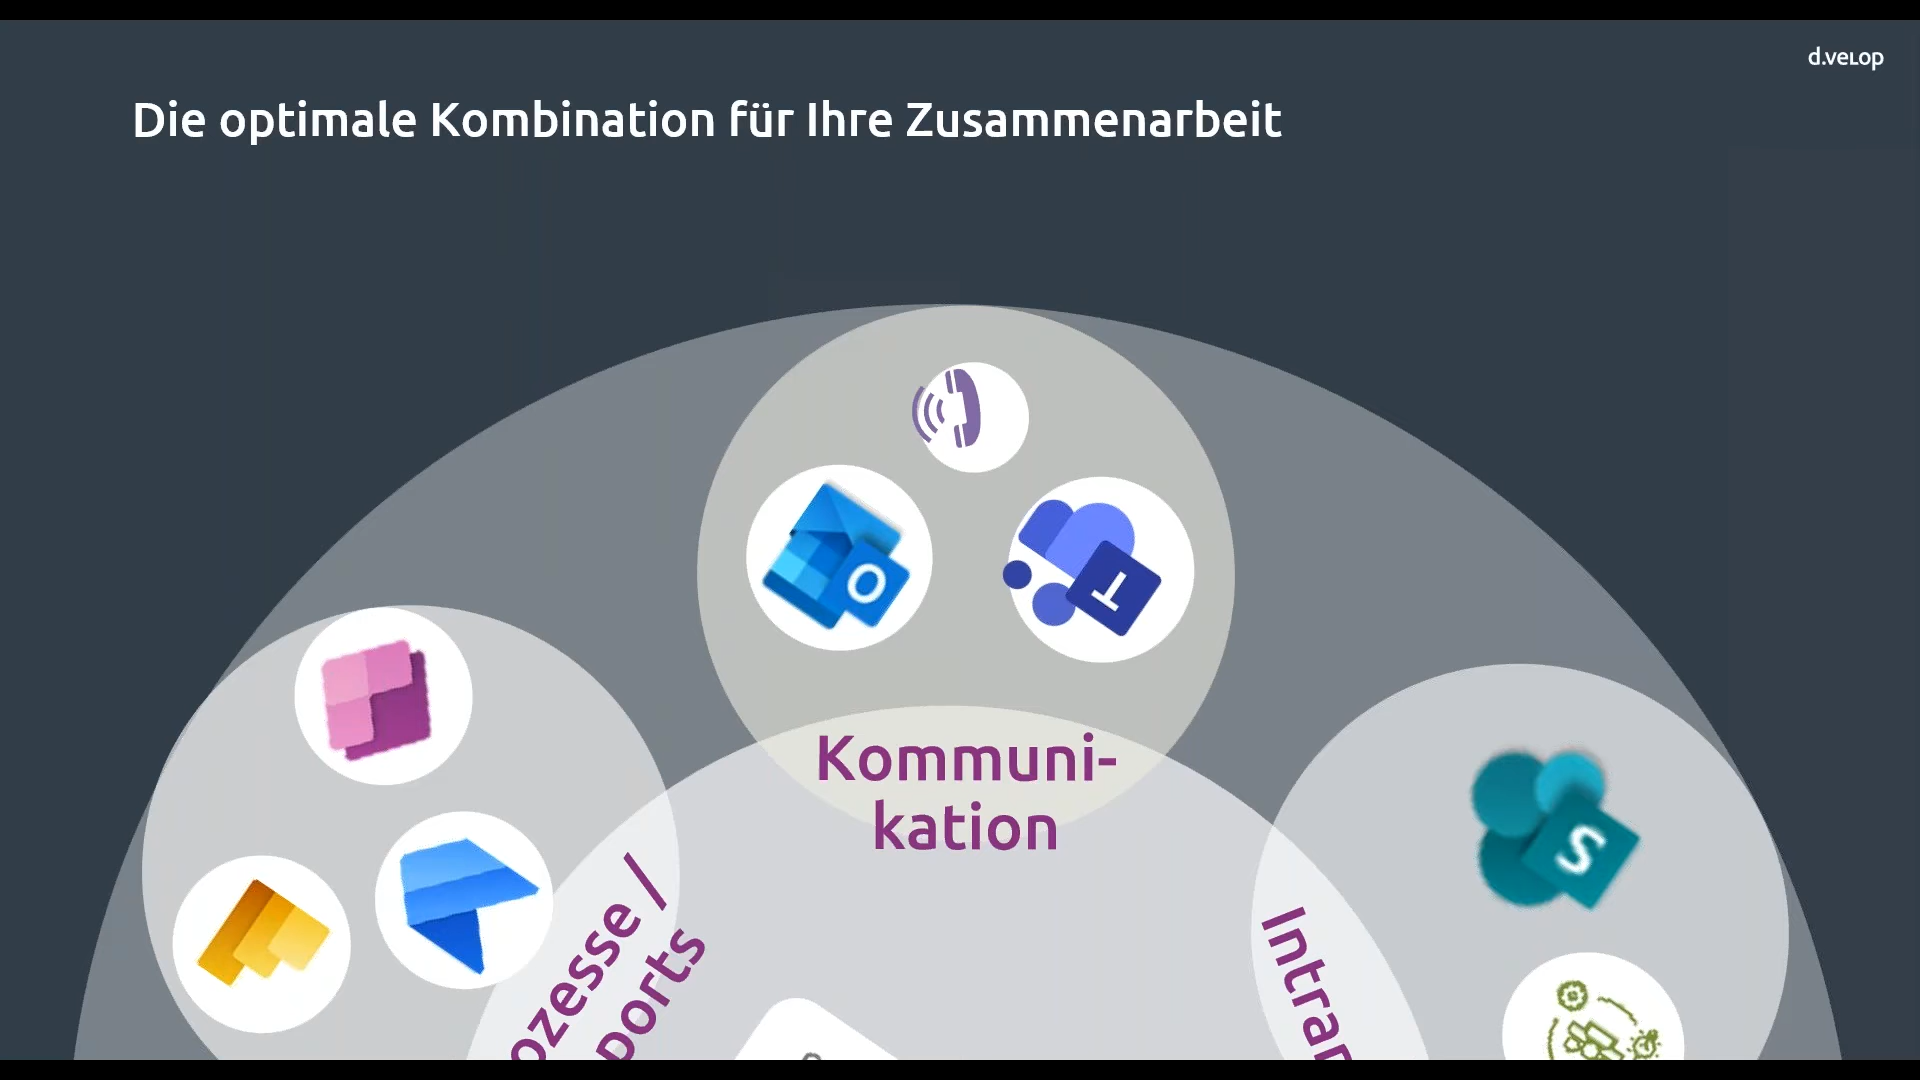 d.velop
Die optimale Kombination für Ihre Zusammenarbeit
O
T
Kommuni-
kation
S
ozesse /
ports
Intran